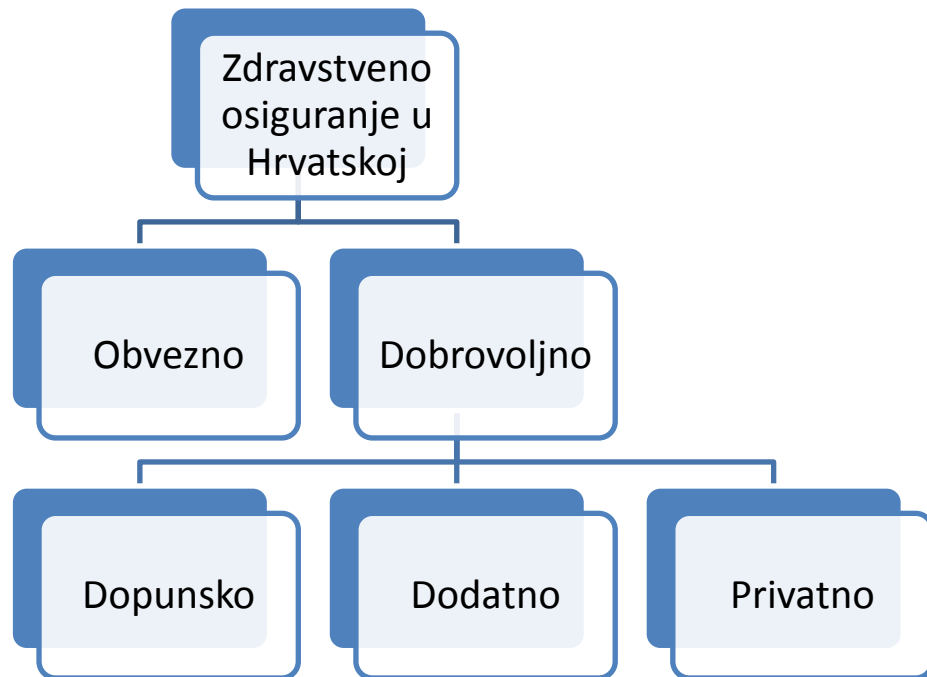 Zdravstveno
osiguranje u
Hrvatskoj
Obvezno
Dobrovoljno
Dopunsko
Dodatno
Privatno